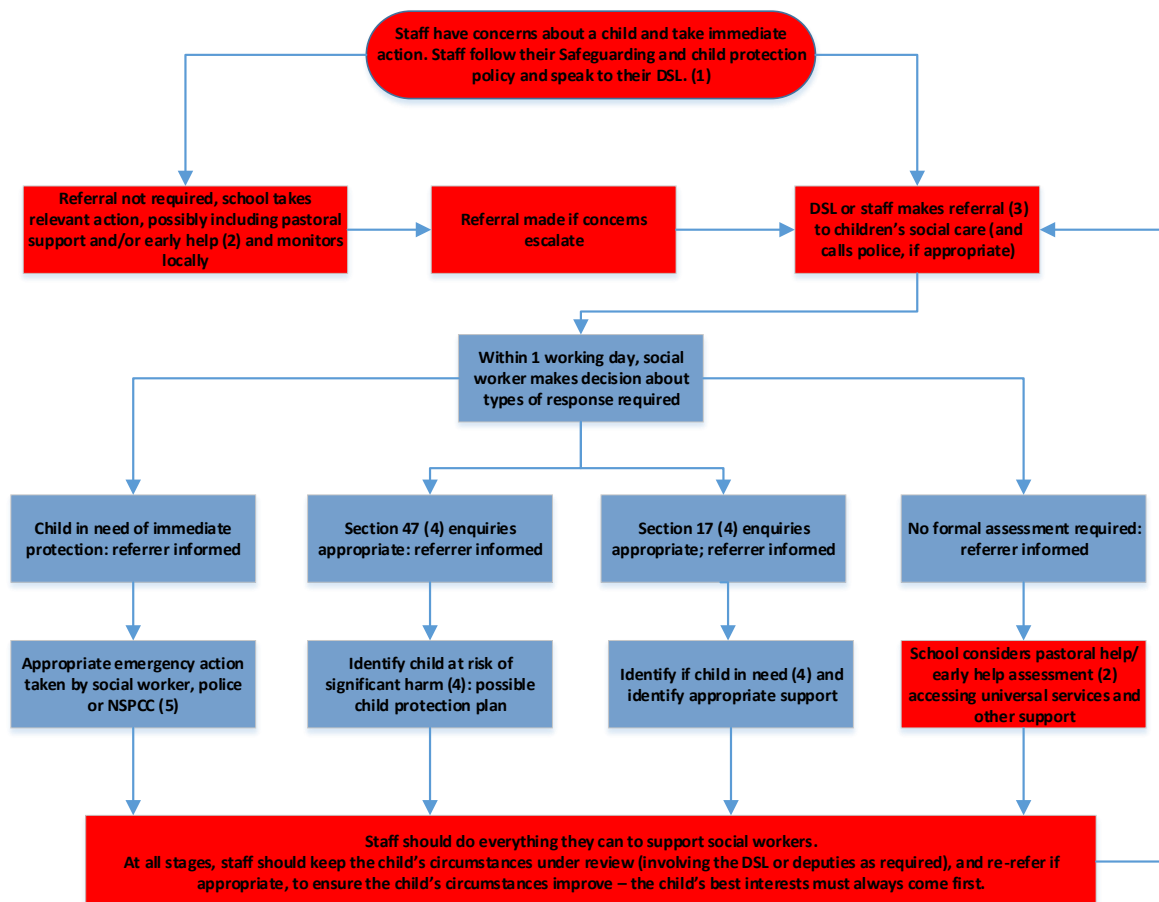 Staff have concerns about a child and take immediate
action. Staff follow their Safeguarding and child protection
policy and speak to their DSL. (1)
Referral not required, school takes
relevant action, possibly including pastoral
support and/or early help (2) and monitors
locally
Referral made if concerns
escalate
DSL or staff makes referral (3)
to children’s social care (and
calls police, if appropriate)
Within 1 working day, social
worker makes decision about
types of response required
Child in need of immediate
protection: referrer informed
Section 47 (4) enquiries
appropriate: referrer informed
Section 17 (4) enquiries
appropriate; referrer informed
No formal assessment required:
referrer informed
Appropriate emergency action
taken by social worker, police
or NSPCC (5)
Identify child at risk of
significant harm (4): possible
child protection plan
Identify if child in need (4) and
identify appropriate support
School considers pastoral help/
early help assessment (2)
accessing universal services and
other support
Staff should do everything they can to support social workers.
At all stages, staff should keep the child’s circumstances under review (involving the DSL or deputies as required), and re-refer if
appropriate, to ensure the child’s circumstances improve – the child’s best interests must always come first.